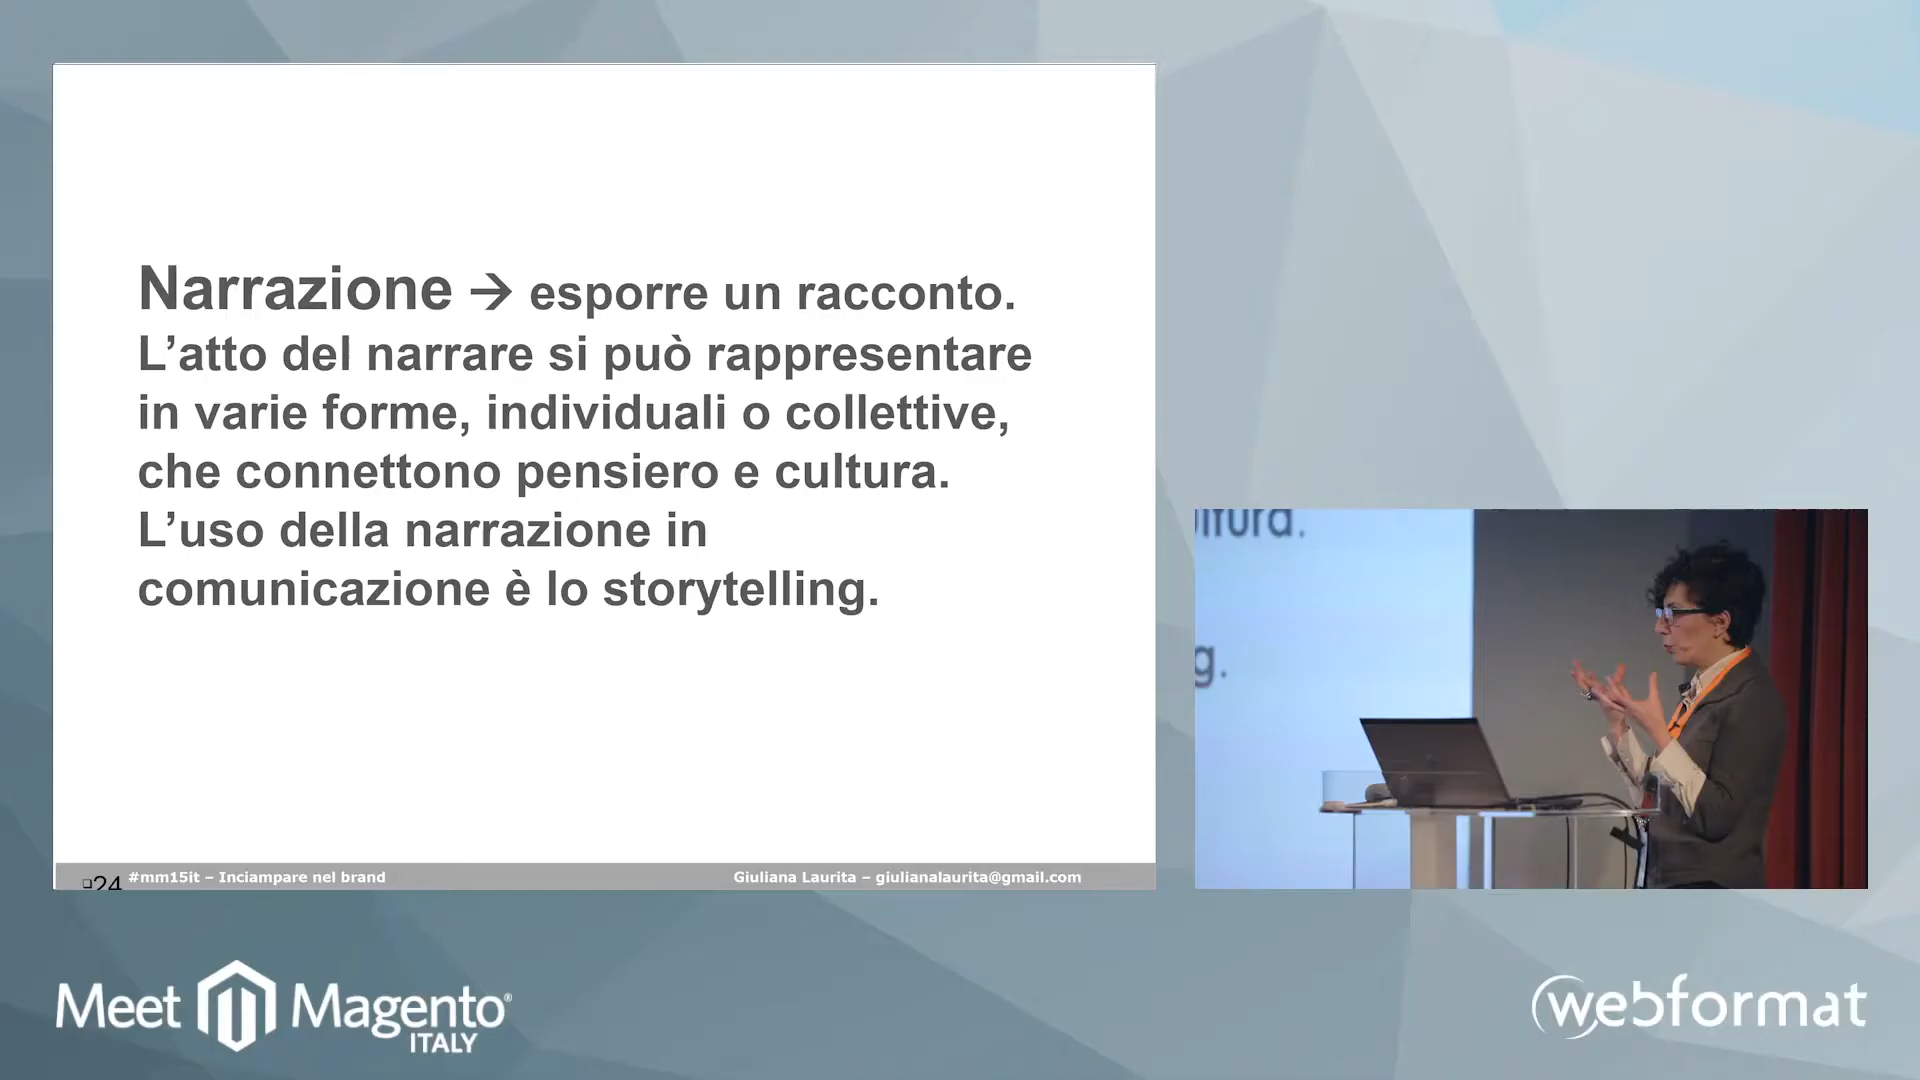 Narrazione → esporre un racconto.
L’atto del narrare si può rappresentare
in varie forme, individuali o collettive,
che connettono pensiero e cultura.
L’uso della narrazione in
comunicazione è lo storytelling.
24 #mm15it – Inciampare nel brand
Giuliana Laurita – giulianalaurita@gmail.com
g.
Meet Magento®
ITALY
webformat